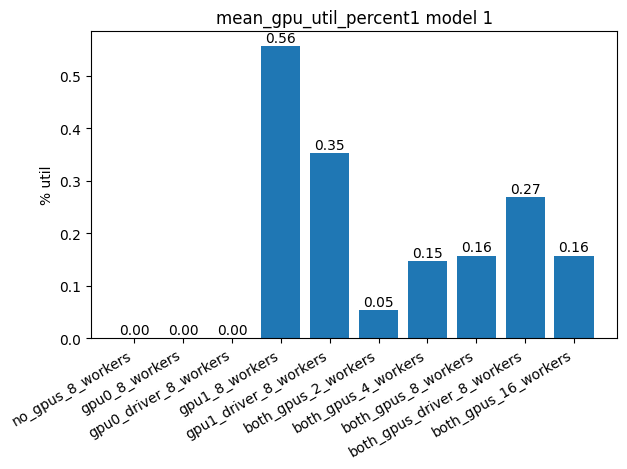 mean_gpu_util_percent1 model 1
% util
0.5
0.4
0.3
0.2
0.1
0.0
0.00
0.00
0.00
0.56
0.35
0.05
0.15
0.16
0.27
0.16
no_gpus_8_workers
gpu0_8_workers
gpu0_driver_8_workers
gpu1_8_workers
gpu1_driver_8_workers
both_gpus_2_workers
both_gpus_4_workers
both_gpus_8_workers
both_gpus_driver_8_workers
both_gpus_16_workers